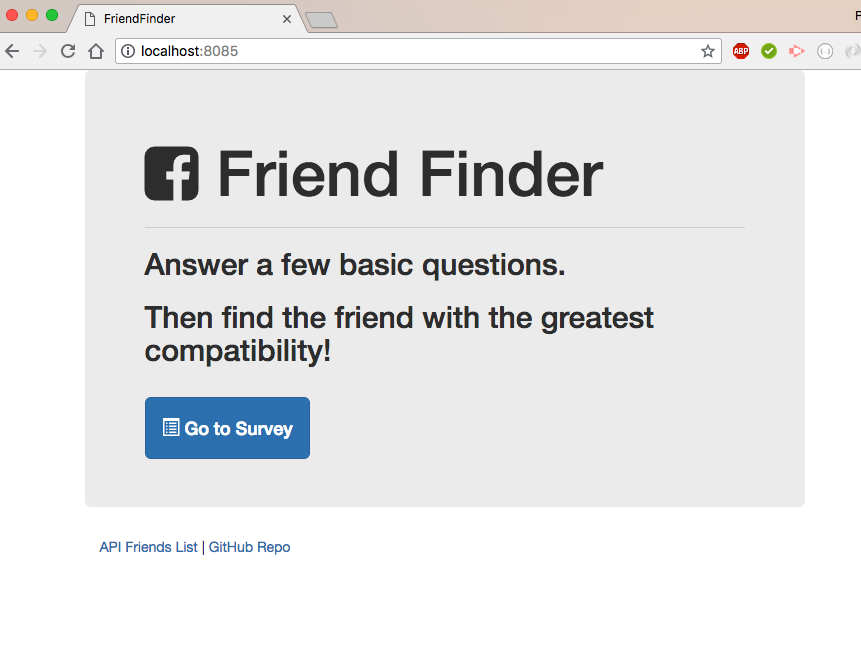 FriendFinder
localhost:8085
ABP
Friend Finder
Answer a few basic questions.
Then find the friend with the greatest
compatibility!
Go to Survey
API Friends List | GitHub Repo